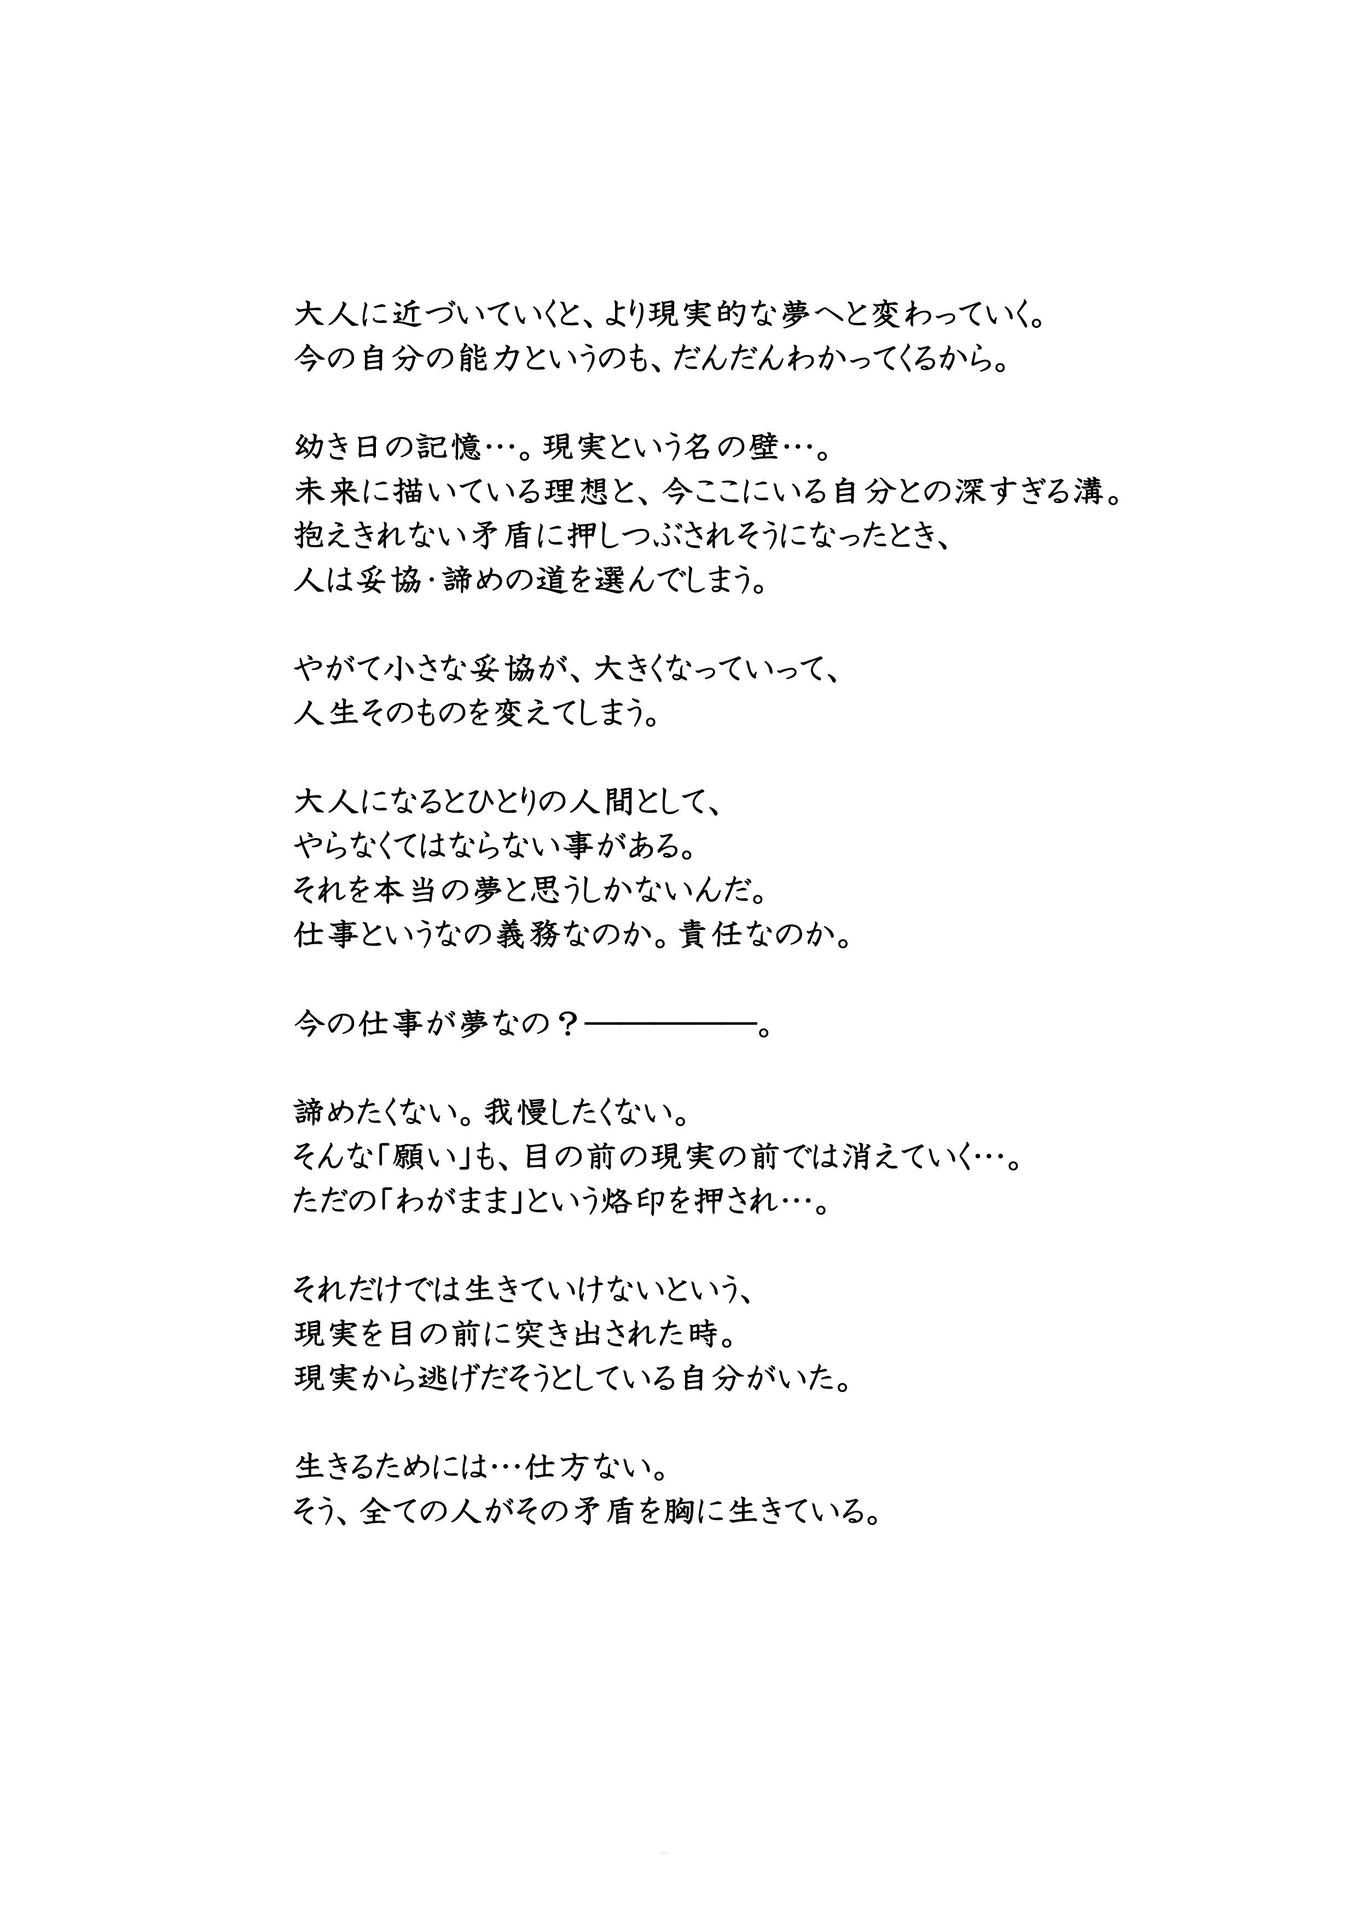 大人に近づいていくと、より現実的な夢へと変わっていく。
今の自分の能力というのも、だんだんわかってくるから。
幼き日の記憶…。現実という名の壁…。
未来に描いている理想と、今ここにいる自分との深すぎる溝。
抱えきれない矛盾に押しつぶされそうになったとき、
人は妥協・諦めの道を選んでしまう。
やがて小さな妥協が、大きくなっていって、
人生そのものを変えてしまう。
大人になるとひとりの人間として、
やらなくてはならない事がある。
それを本当の夢と思うしかないんだ。
仕事というなの義務なのか。責任なのか。
今の仕事が夢なの？―――――。
諦めたくない。我慢したくない。
そんな「願い」も、目の前の現実の前では消えていく…。
ただの「わがまま」という烙印を押され…。
それだけでは生きていけないという、
現実を目の前に突き出された時。
現実から逃げだそうとしている自分がいた。
生きるためには…仕方ない。
そう、全ての人がその矛盾を胸に生きている。